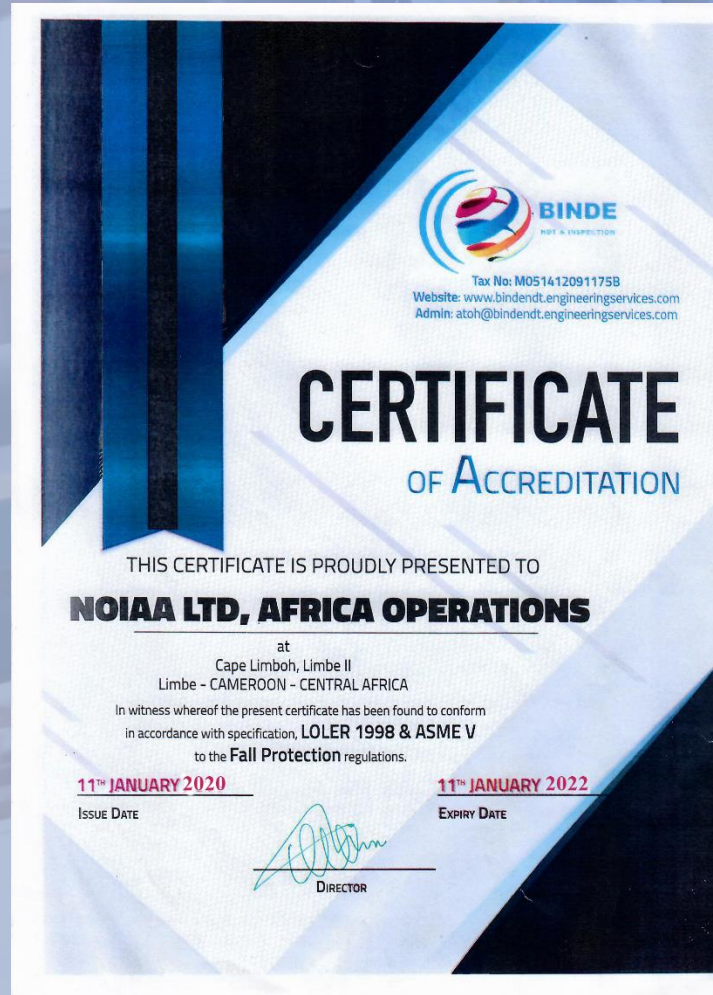 BINDE
NDT & INSPECTION
Tax No: M051412091175B
Website: www.bindendt.engineeringservices.com
Admin: atoh@bindendt.engineeringservices.com
CERTIFICATE
OF ACCREDITATION
THIS CERTIFICATE IS PROUDLY PRESENTED TO
NOIAA LTD, AFRICA OPERATIONS
at
Cape Limboh, Limbe II
Limbe - CAMEROON - CENTRAL AFRICA
In witness whereof the present certificate has been found to conform
in accordance with specification, LOLER 1998 & ASME V
to the Fall Protection regulations.
11TH JANUARY 2020 11TH JANUARY 2022
ISSUE DATE EXPIRY DATE
DIRECTOR